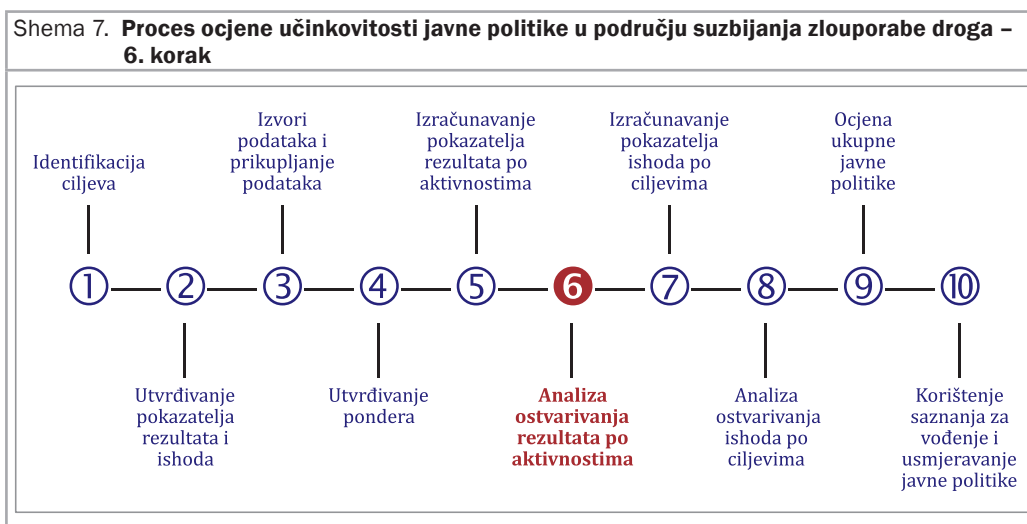 Shema 7. Proces ocjene učinkovitosti javne politike u području suzbijanja zlouporabe droga –
6. korak
Identifikacija
ciljeva
Izvori
podataka i
prikupljanje
podataka
Izračunavanje
pokazatelja
rezultata po
aktivnostima
Izračunavanje
pokazatelja
ishoda po
ciljevima
Ocjena
ukupne
javne
politike
1 2 3 4 5 6 7 8 9 10
Utvrđivanje
pokazatelja
rezultata i
ishoda
Utvrđivanje
pondera
Analiza
ostvarivanja
rezultata po
aktivnostima
Analiza
ostvarivanja
ishoda po
ciljevima
Korištenje
saznanja za
vođenje i
usmjeravanje
javne politike